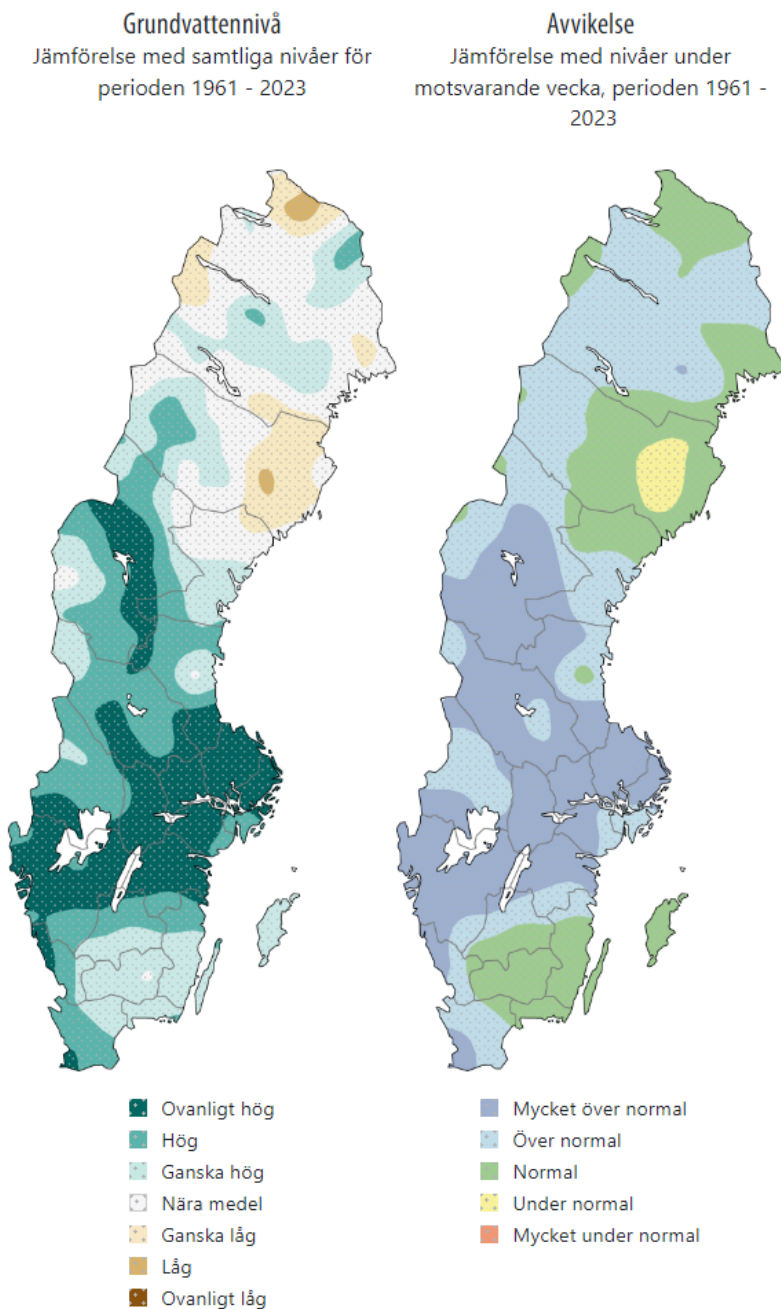 Grundvattennivå
Jämförelse med samtliga nivåer för
perioden 1961 - 2023
Avvikelse
Jämförelse med nivåer under
motsvarande vecka, perioden 1961 -
2023
Ovanligt hög
Hög
Ganska hög
Nära medel
Ganska låg
Låg
Ovanligt låg
Mycket över normal
Över normal
Normal
Under normal
Mycket under normal